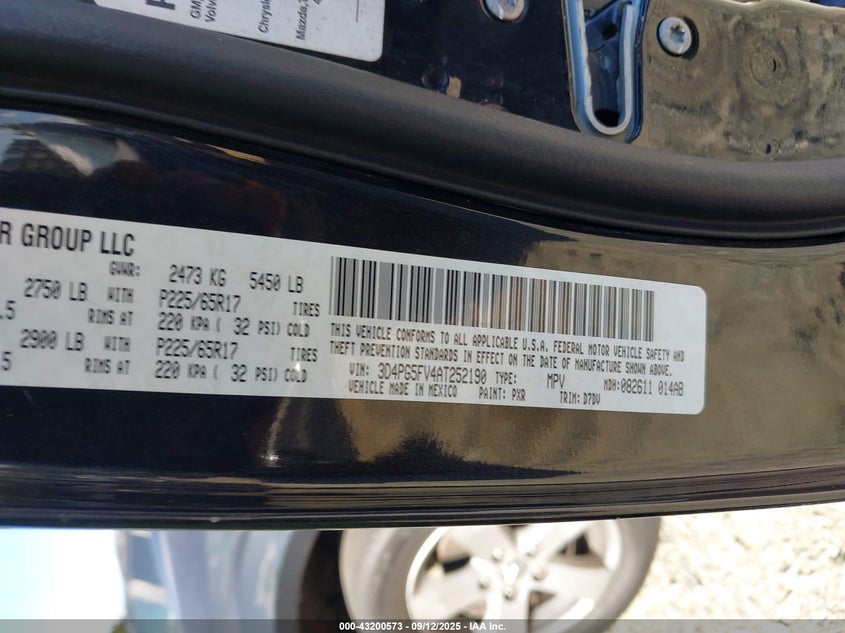 GM,
Volvo
Chrysler
Mazda,
R GROUP LLC
GVWR: 2473 KG 5450 LB
2750 LB WITH P225/65R17 TIRES
.5 RIMS AT 220 KPA ( 32 PSI) COLD
2900 LB WITH P225/65R17 TIRES
.5 RIMS AT 220 KPA ( 32 PSI) COLD
THIS VEHICLE CONFORMS TO ALL APPLICABLE U.S.A. FEDERAL MOTOR VEHICLE SAFETY AND
THEFT PREVENTION STANDARDS IN EFFECT ON THE DATE OF MANUFACTURE SHOWN ABOVE.
VIN: 3D4PG5FV4AT252190 TYPE: MPV MDH: 082611 014AB
VEHICLE MADE IN MEXICO PAINT: PXR TRIM: D7DV
000-43200573 - 09/12/2025 - IAA Inc.